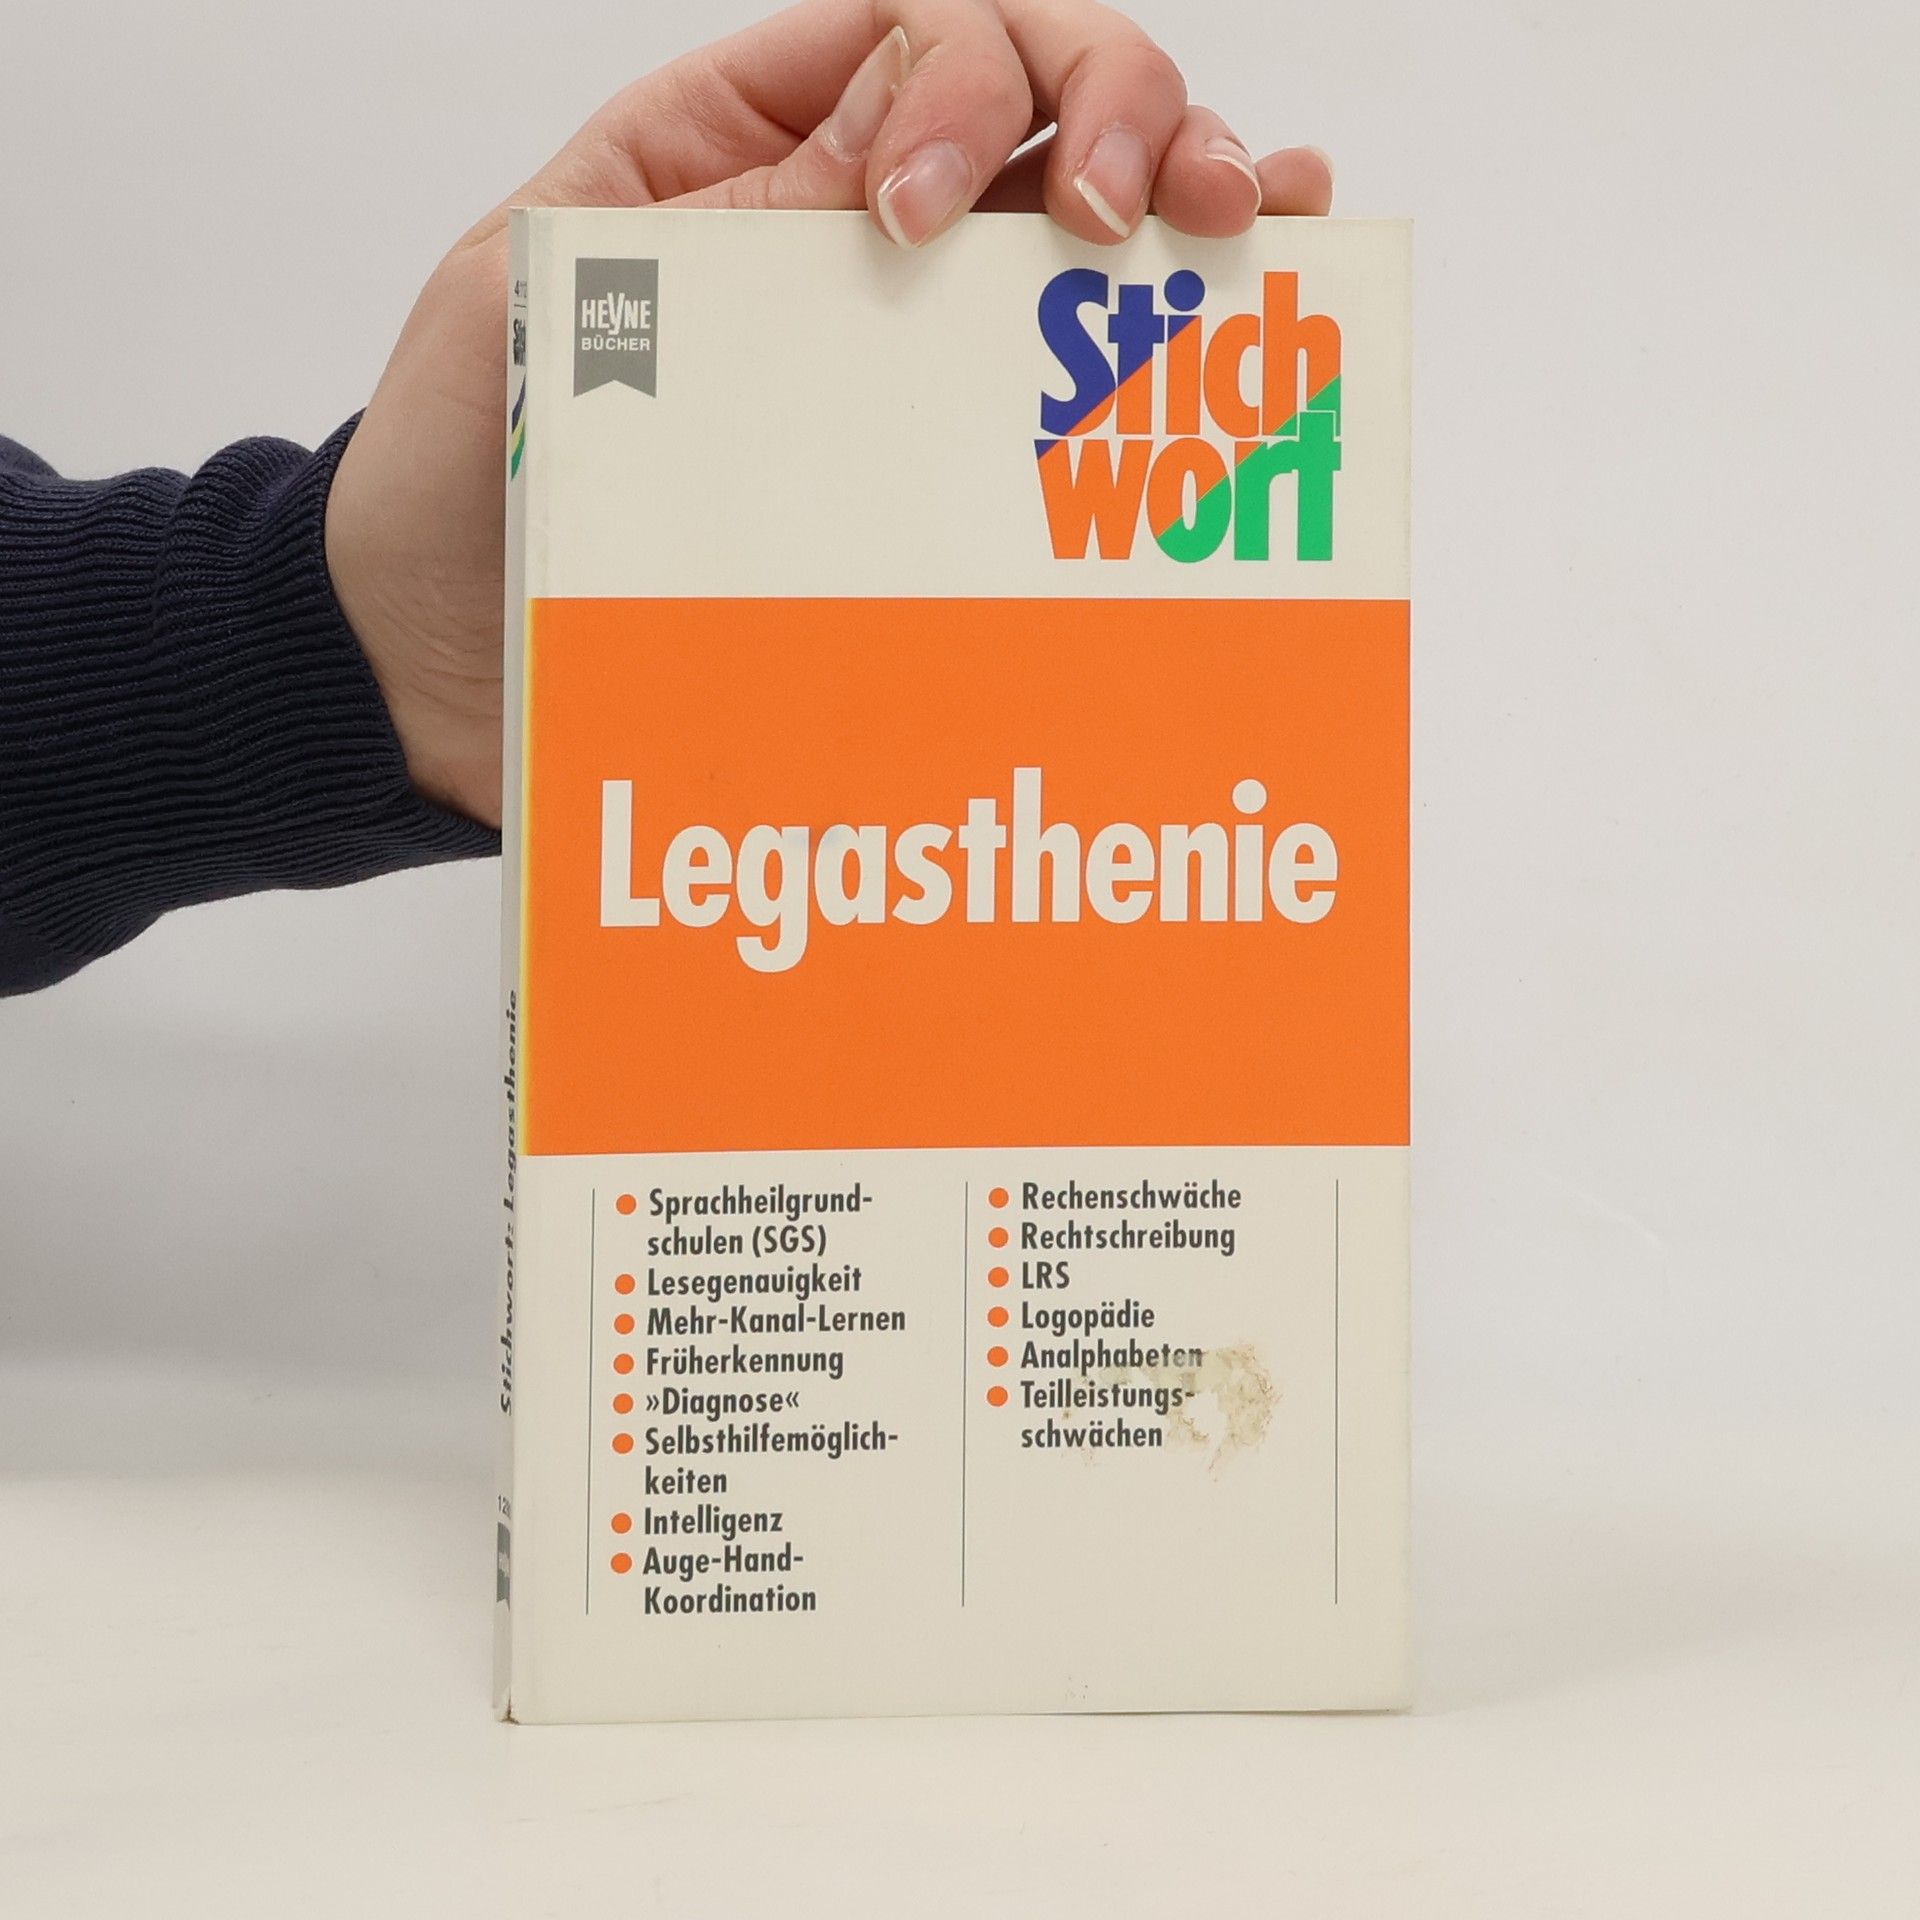 HEYNE
BÜCHER
Stich
wort
Legasthenie
Sprachheilgrund-
schulen (SGS)
Lesegenauigkeit
Mehr-Kanal-Lernen
Früherkennung
»Diagnose«
Selbsthilfemöglich-
keiten
Intelligenz
Auge-Hand-
Koordination
Rechenschwäche
Rechtschreibung
LRS
Logopädie
Analphabeten
Teilleistungs-
schwächen
Stichwort: Legasthenie